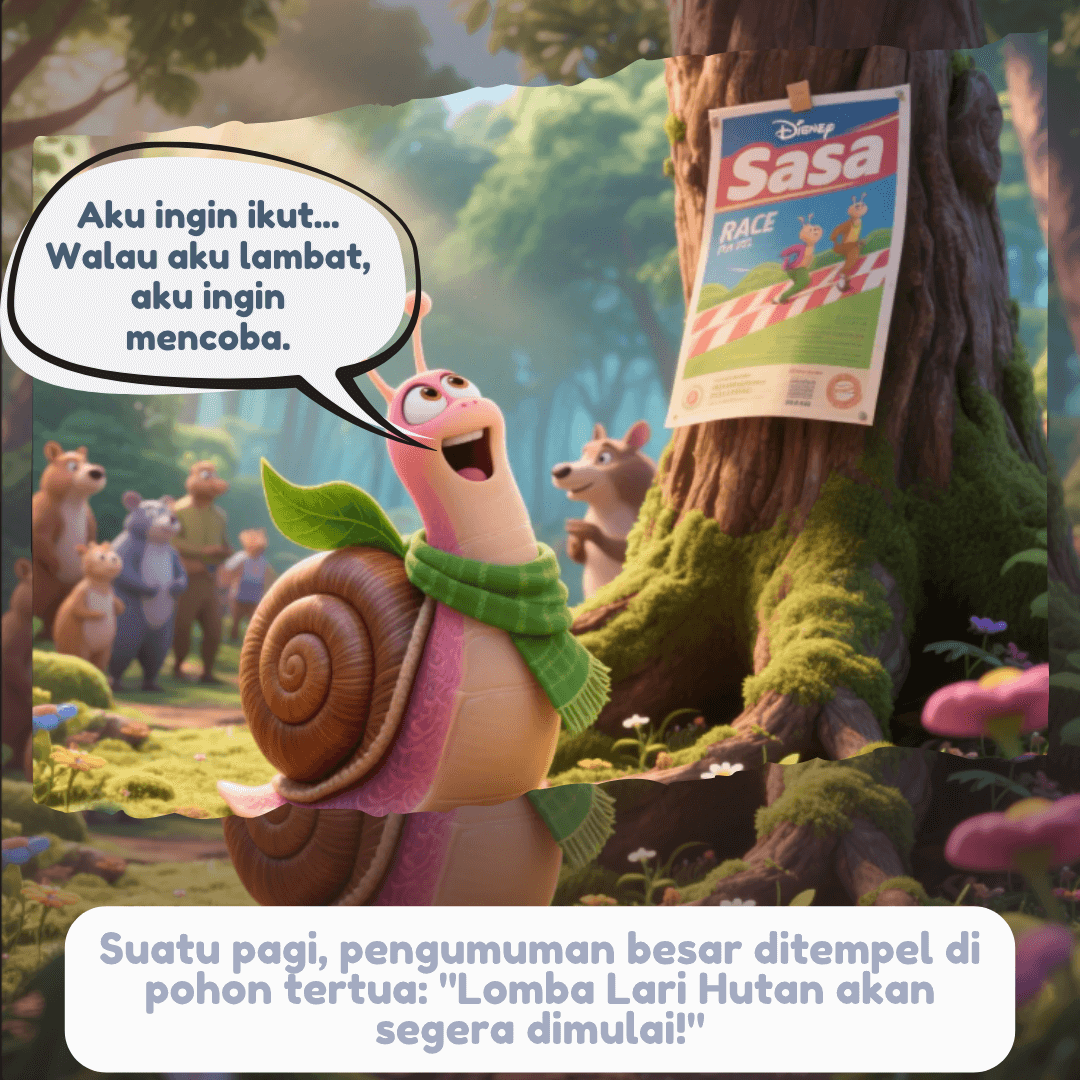 Aku ingin ikut...
Walau aku lambat,
aku ingin
mencoba.
Disney
Sasa
RACE
Suatu pagi, pengumuman besar ditempel di
pohon tertua: "Lomba Lari Hutan akan
segera dimulai!"